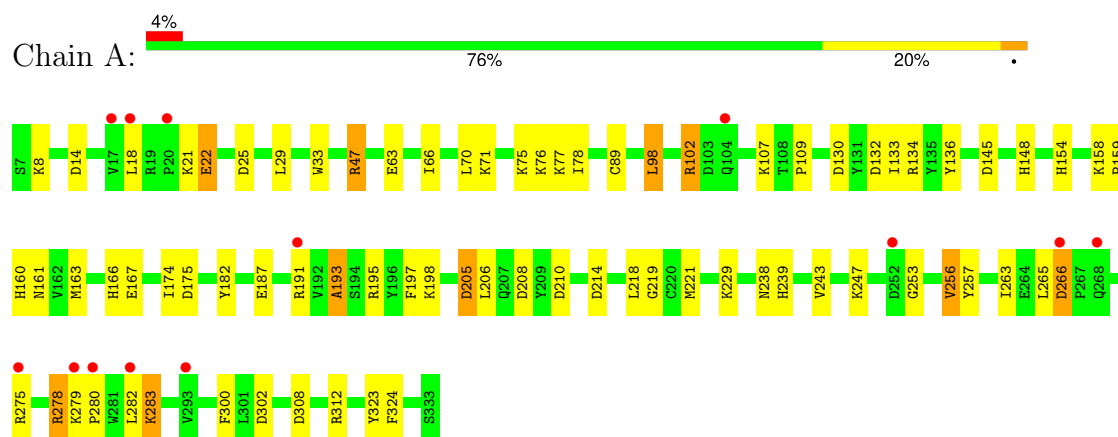 4%
Chain A:
76% 20% •
S7 K8 D14 V17 L18 R19 P20 K21 E22 D25 L29 W33 R47 E63 I66 L70 K71 K75 K76 K77 I78 C89 L98 R102 D103 Q104 K107 T108 P109 D130 Y131 D132 I133 R134 Y135 Y136 D145 H148 H154 K158 R159
H160 N161 V162 M163 H166 E167 I174 D175 Y182 E187 R191 V192 A193 S194 R195 Y196 F197 K198 D205 L206 Q207 D208 Y209 D210 D214 L218 G219 C220 M221 K229 N238 H239 V243 K247 D252 G253 V256 Y257 I263 E264 L265 D266 P267 Q268
R275 R278 K279 P280 W281 L282 K283 V293 F300 L301 D302 D308 R312 Y323 F324 S333